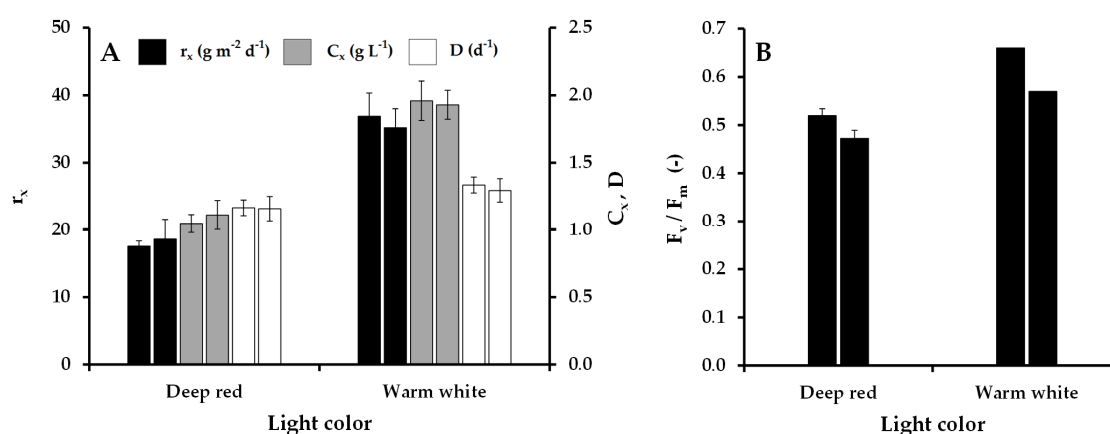 A
rₓ (g m⁻² d⁻¹)
Cₓ (g L⁻¹)
D (d⁻¹)
50
40
30
20
10
0
rₓ
2.5
2.0
1.5
1.0
0.5
0.0
Cₓ, D
Deep red
Warm white
Light color
B
0.7
0.6
0.5
0.4
0.3
0.2
0.1
0.0
Fᵥ / Fₘ (-)
Deep red
Warm white
Light color